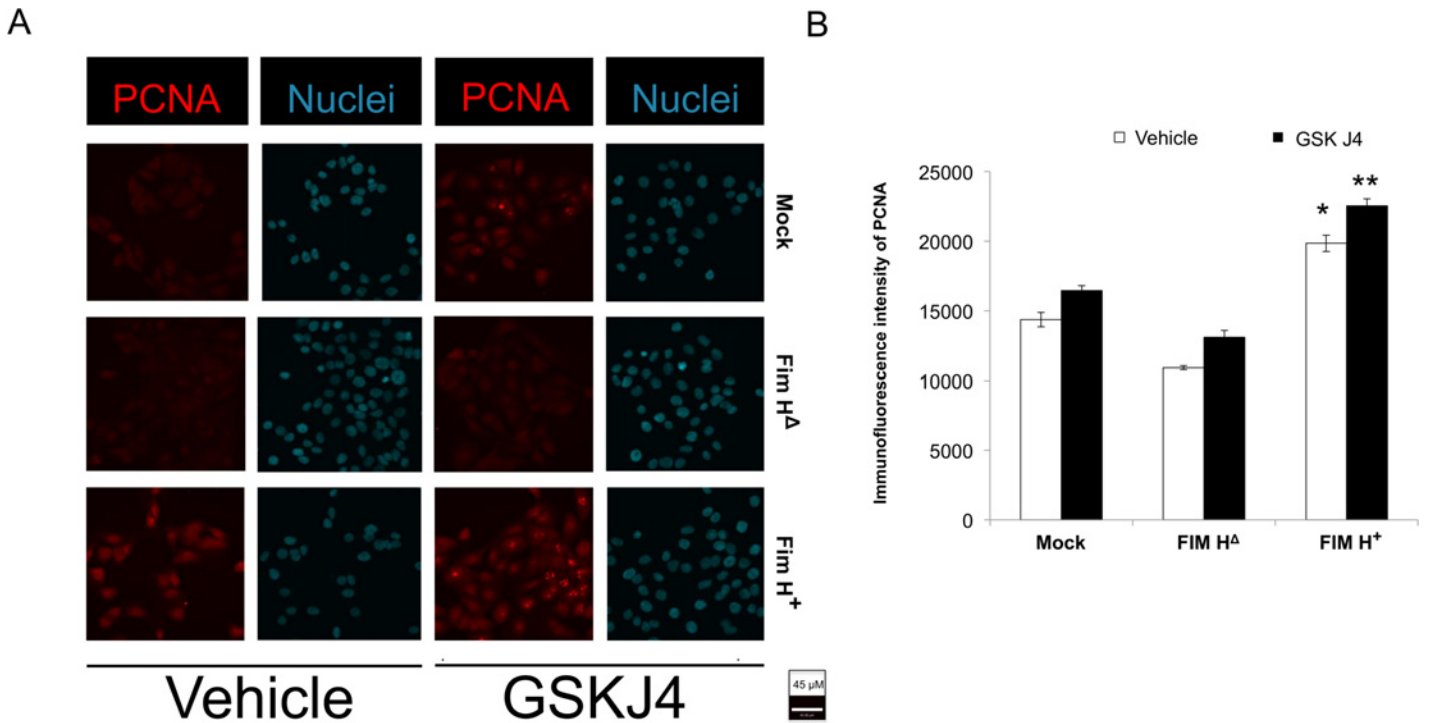 A
PCNA Nuclei PCNA Nuclei
Mock
Fim HΔ
Fim H+
Vehicle GSKJ4
45 μM
B
Vehicle GSK J4
Immunofluorescence intensity of PCNA
25000
20000
15000
10000
5000
0
* **
Mock FIM HΔ FIM H+